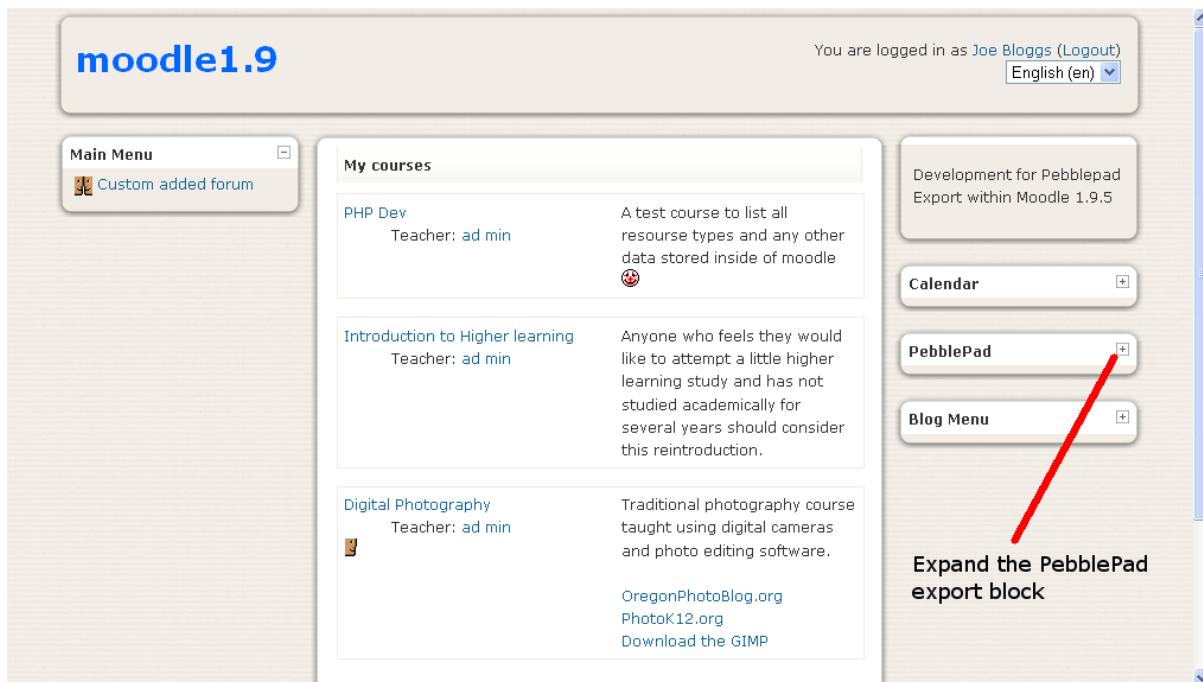 moodle1.9
You are logged in as Joe Bloggs (Logout)
English (en)
Main Menu
Custom added forum
My courses
PHP Dev
Teacher: ad min
A test course to list all
resourse types and any other
data stored inside of moodle
Introduction to Higher learning
Teacher: ad min
Anyone who feels they would
like to attempt a little higher
learning study and has not
studied academically for
several years should consider
this reintroduction.
Digital Photography
Teacher: ad min
Traditional photography course
taught using digital cameras
and photo editing software.
OregonPhotoBlog.org
PhotoK12.org
Download the GIMP
Development for Pebblepad
Export within Moodle 1.9.5
Calendar
PebblePad
Blog Menu
Expand the PebblePad
export block